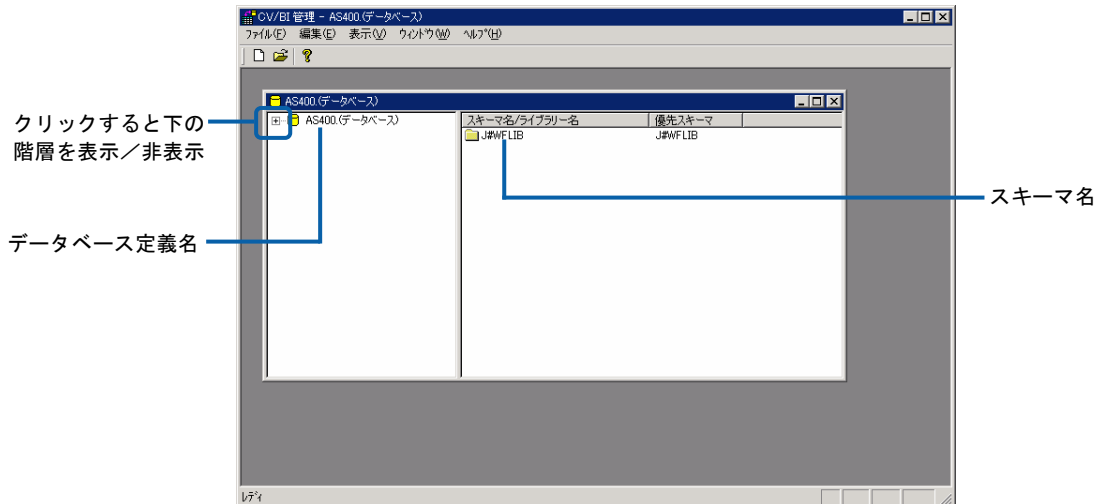 CV/BI 管理 - AS400.(データベース)
ファイル(F) 編集(E) 表示(V) ウィンドウ(W) ヘルプ(H)
AS400.(データベース)
AS400.(データベース)
スキーマ名/ライブラリー名 優先スキーマ
J#WFLIB J#WFLIB
クリックすると下の
階層を表示／非表示
スキーマ名
データベース定義名
レディ